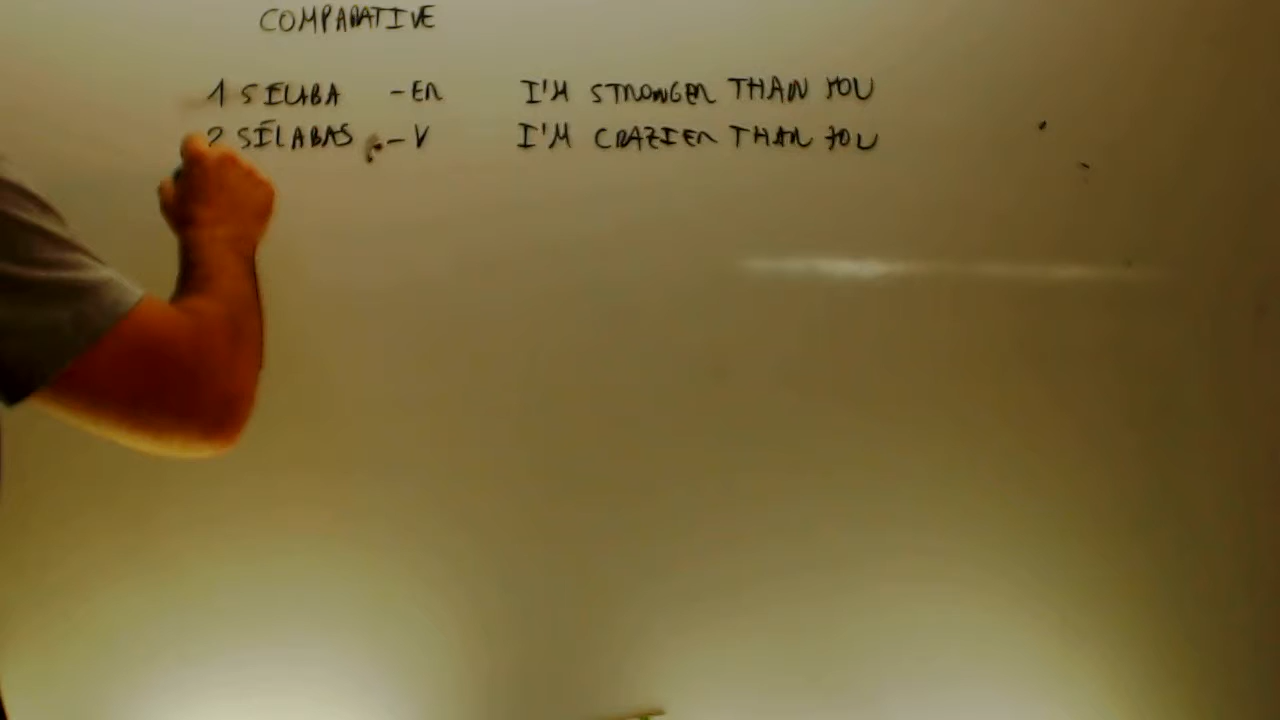 COMPARATIVE
1 SÍLABA -ER I'M STRONGER THAN YOU
2 SÍLABAS -Y I'M CRAZIER THAN YOU